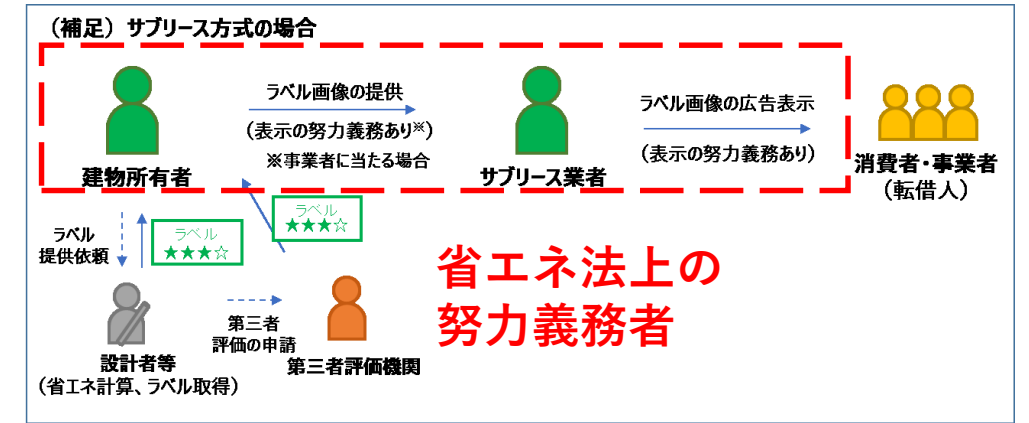 （補足）サブリース方式の場合
ラベル画像の提供
（表示の努力義務あり※）
※事業者に当たる場合
ラベル画像の広告表示
（表示の努力義務あり）
建物所有者
サブリース業者
消費者・事業者
（転借人）
ラベル
提供依頼
ラベル
★★★☆
ラベル
★★★☆
省エネ法上の
努力義務者
第三者
評価の申請
設計者等
（省エネ計算、ラベル取得）
第三者評価機関